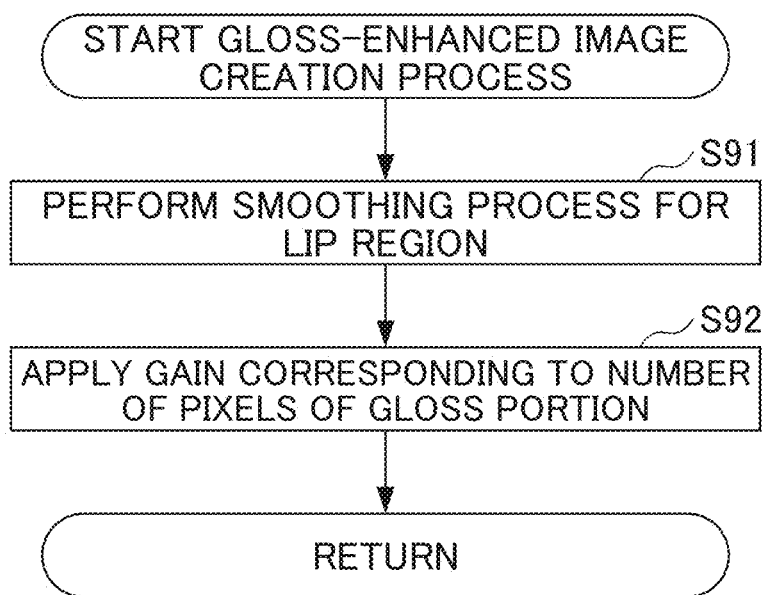 START GLOSS-ENHANCED IMAGE
CREATION PROCESS
S91
PERFORM SMOOTHING PROCESS FOR
LIP REGION
S92
APPLY GAIN CORRESPONDING TO NUMBER
OF PIXELS OF GLOSS PORTION
RETURN